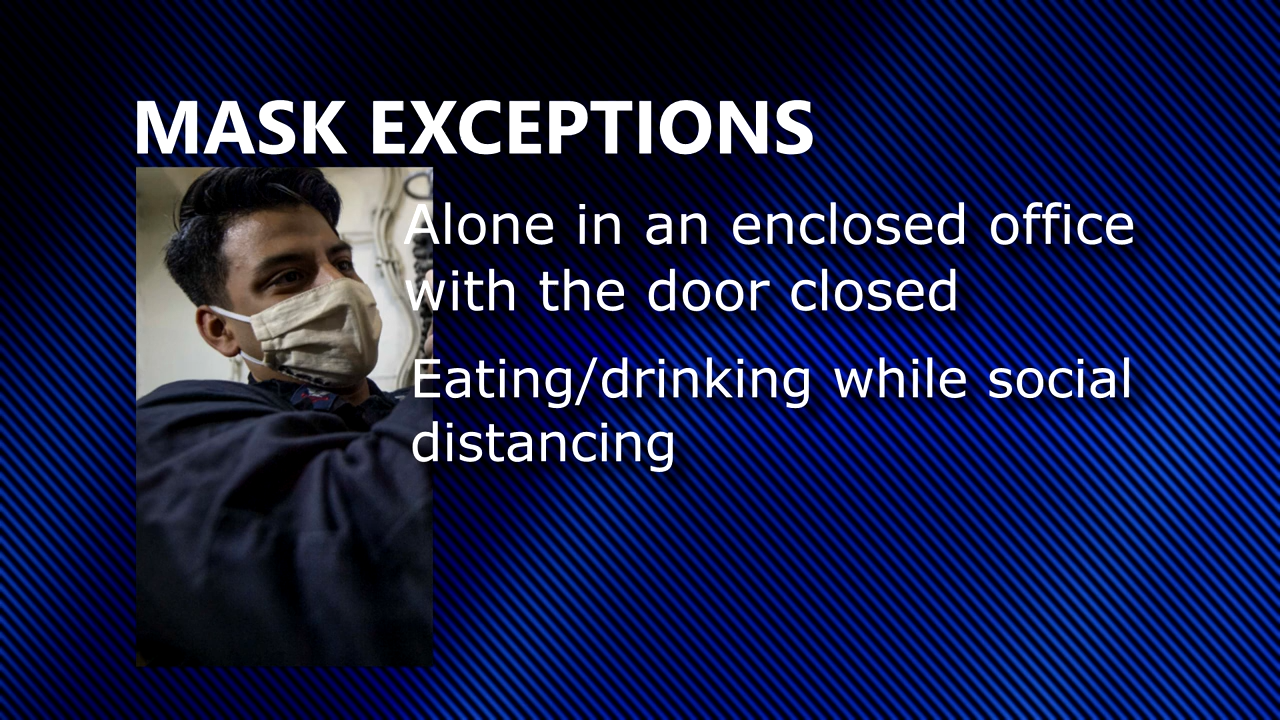 MASK EXCEPTIONS
Alone in an enclosed office
with the door closed
Eating/drinking while social
distancing